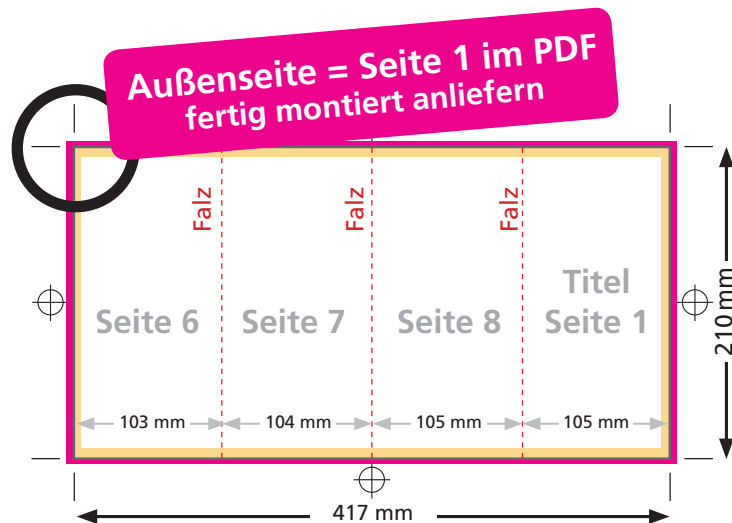 Außenseite = Seite 1 im PDF
fertig montiert anliefern
Falz
Falz
Falz
Seite 6
Seite 7
Seite 8
Titel
Seite 1
103 mm
104 mm
105 mm
105 mm
210 mm
417 mm